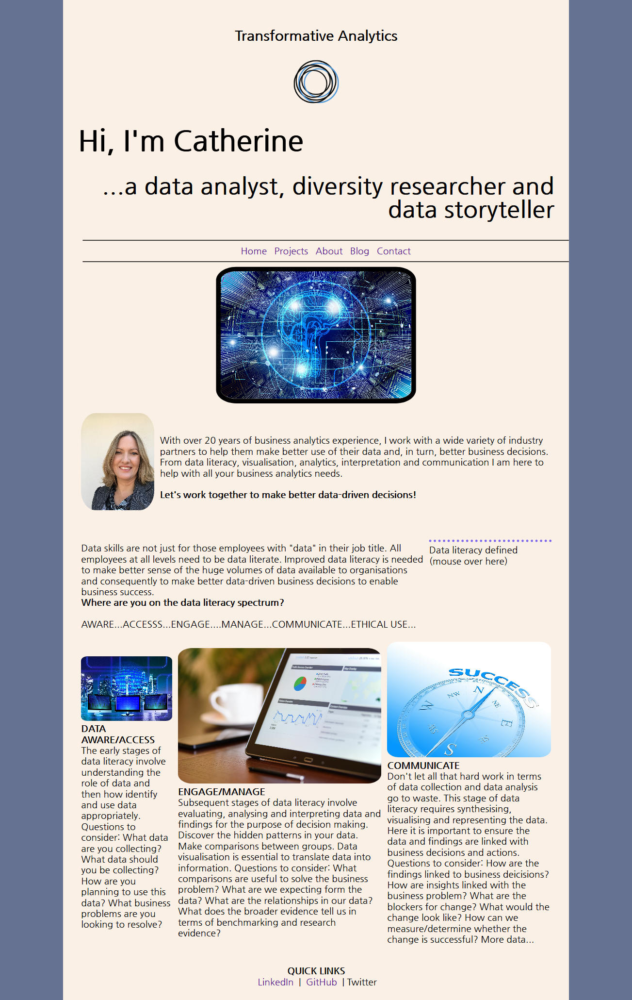 Transformative Analytics
Hi, I'm Catherine
...a data analyst, diversity researcher and
data storyteller
Home Projects About Blog Contact
With over 20 years of business analytics experience, I work with a wide variety of industry
partners to help them make better use of their data and, in turn, better business decisions.
From data literacy, visualisation, analytics, interpretation and communication I am here to
help with all your business analytics needs.
Let's work together to make better data-driven decisions!
Data skills are not just for those employees with "data" in their job title. All
employees at all levels need to be data literate. Improved data literacy is needed
to make better sense of the huge volumes of data available to organisations
and consequently to make better data-driven business decisions to enable
business success.
Where are you on the data literacy spectrum?
AWARE...ACCESSS...ENGAGE....MANAGE...COMMUNICATE...ETHICAL USE...
Data literacy defined
(mouse over here)
DATA
AWARE/ACCESS
The early stages of
data literacy involve
understanding the
role of data and
then how identify
and use data
appropriately.
Questions to
consider: What data
are you collecting?
What data should
you be collecting?
How are you
planning to use this
data? What business
problems are you
looking to resolve?
Traffic Sources Overview
Map Overlay
Visitors Overview
ENGAGE/MANAGE
Subsequent stages of data literacy involve
evaluating, analysing and interpreting data and
findings for the purpose of decision making.
Discover the hidden patterns in your data.
Make comparisons between groups. Data
visualisation is essential to translate data into
information. Questions to consider: What
comparisons are useful to solve the business
problem? What are we expecting form the
data? What are the relationships in our data?
What does the broader evidence tell us in
terms of benchmarking and research
evidence?
SUCCESS
N
NW
NE
W
E
SW
SE
S
COMMUNICATE
Don't let all that hard work in terms
of data collection and data analysis
go to waste. This stage of data
literacy requires synthesising,
visualising and representing the data.
Here it is important to ensure the
data and findings are linked with
business decisions and actions.
Questions to consider: How are the
findings linked to business deicisions?
How are insights linked with the
business problem? What are the
blockers for change? What would the
change look like? How can we
measure/determine whether the
change is successful? More data...
QUICK LINKS
LinkedIn | GitHub | Twitter